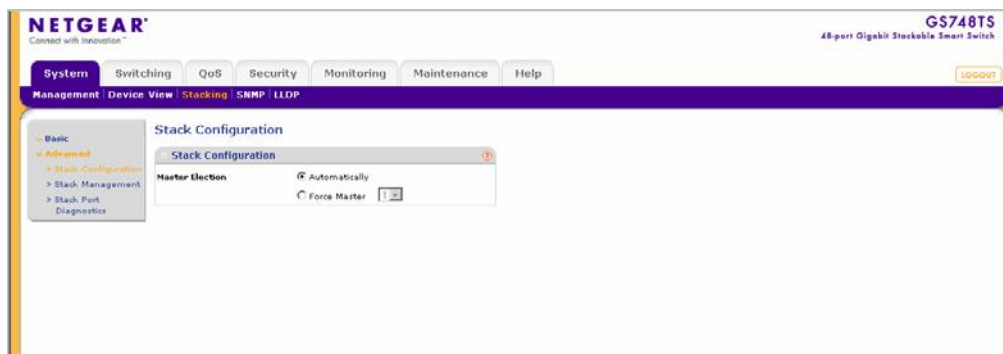 NETGEAR®
Connect with Innovation™
GS748TS
48-port Gigabit Stackable Smart Switch
System Switching QoS Security Monitoring Maintenance Help
LOGOUT
Management Device View Stacking SNMP LLDP
Basic
Advanced
Stack Configuration
Stack Management
Stack Port
Diagnostics
Stack Configuration
Stack Configuration
Master Election Automatically
Force Master 1